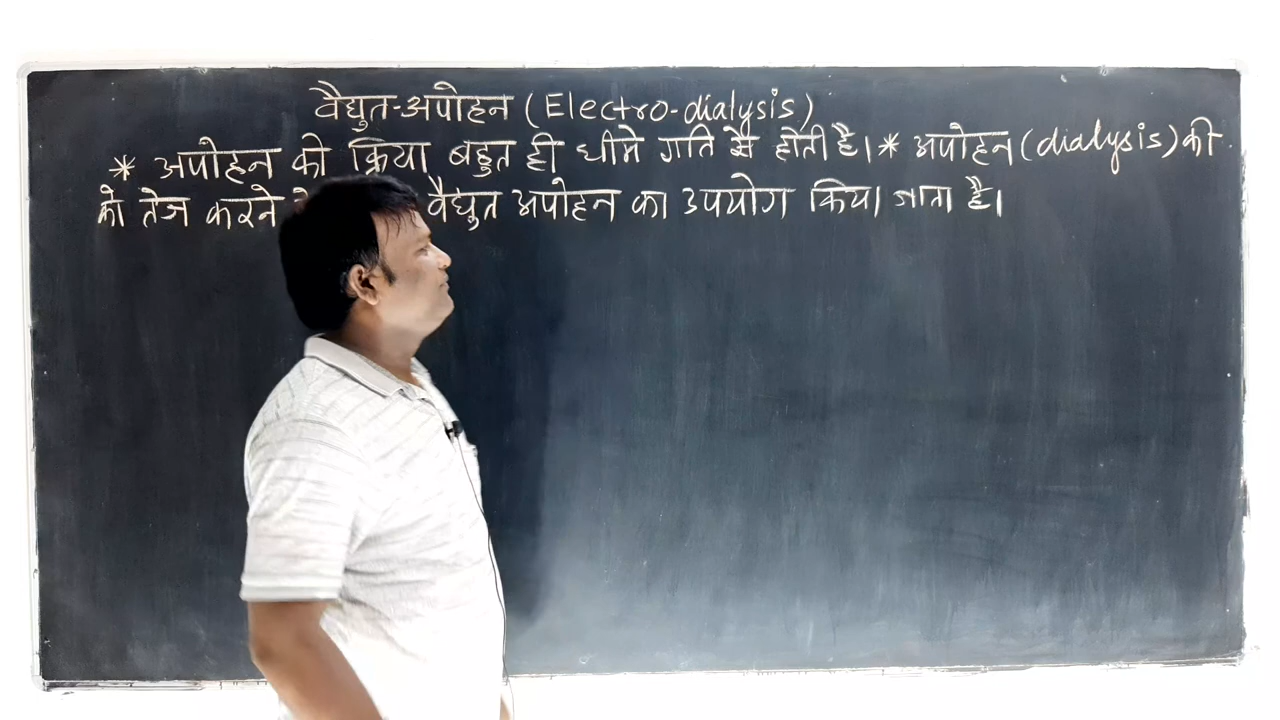 वैद्युत-अपोहन (Electro-dialysis)
* अपोहन की क्रिया बहुत ही धीमे गति से होती है। * अपोहन (dialysis) की
को तेज करने वैद्युत अपोहन का उपयोग किया जाता है।